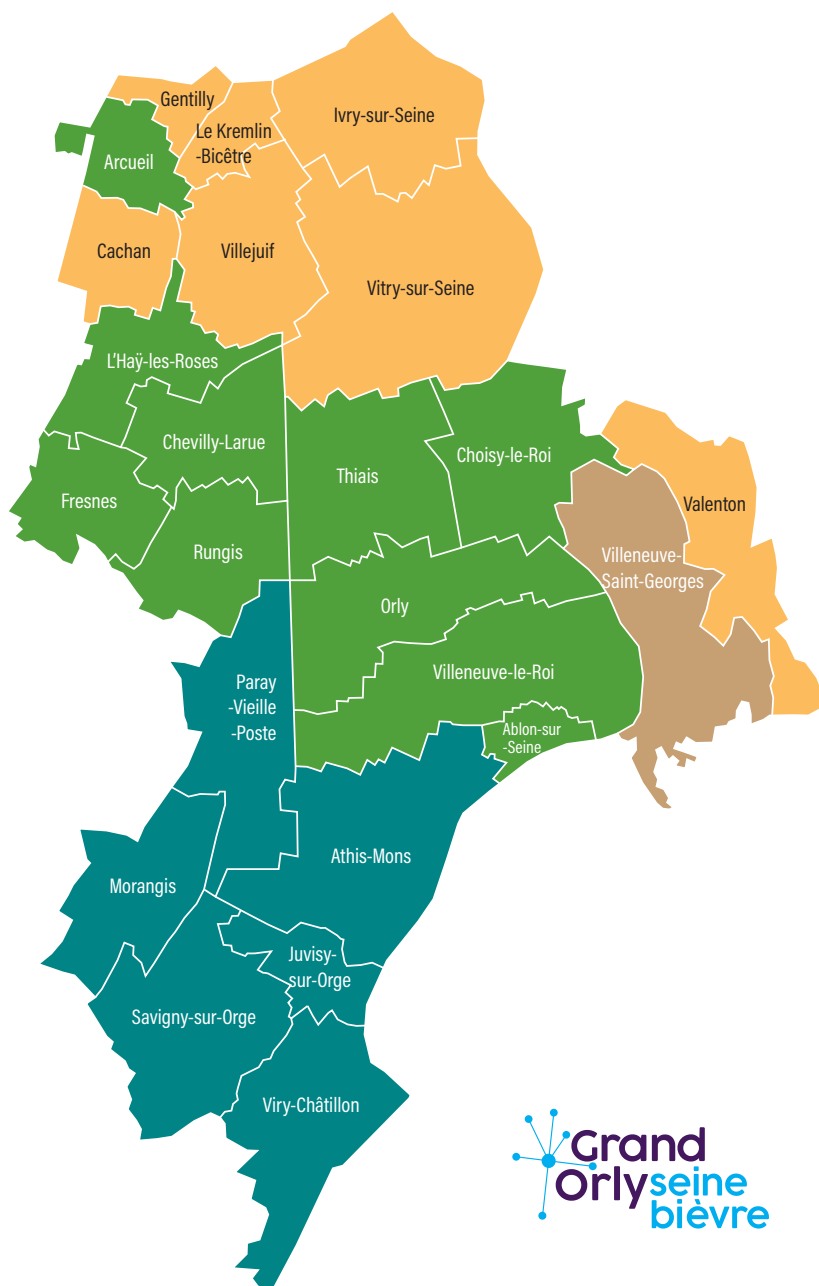 Gentilly
Ivry-sur-Seine
Le Kremlin
-Bicêtre
Arcueil
Cachan
Villejuif
Vitry-sur-Seine
L'Haÿ-les-Roses
Chevilly-Larue
Choisy-le-Roi
Thiais
Fresnes
Valenton
Rungis
Villeneuve-
Saint-Georges
Orly
Villeneuve-le-Roi
Paray
-Vieille
-Poste
Ablon-sur
-Seine
Athis-Mons
Morangis
Juvisy-
sur-Orge
Savigny-sur-Orge
Viry-Châtillon
Grand
Orly seine
bièvre